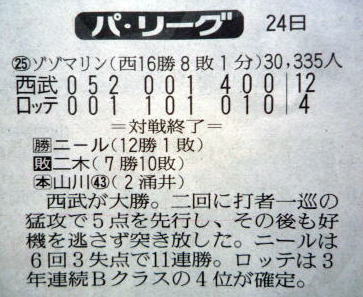 パ・リーグ 24日
㉕ゾゾマリン(西16勝8敗1分)30,335人
西武 052 001 400 12
ロッテ 001 101 010 4
=対戦終了=
勝ニール(12勝1敗)
敗二木(7勝10敗)
本山川㊸(2涌井)
西武が大勝。二回に打者一巡の
猛攻で5点を先行し、その後も好
機を逃さず突き放した。ニールは
6回3失点で11連勝。ロッテは3
年連続Bクラスの4位が確定。